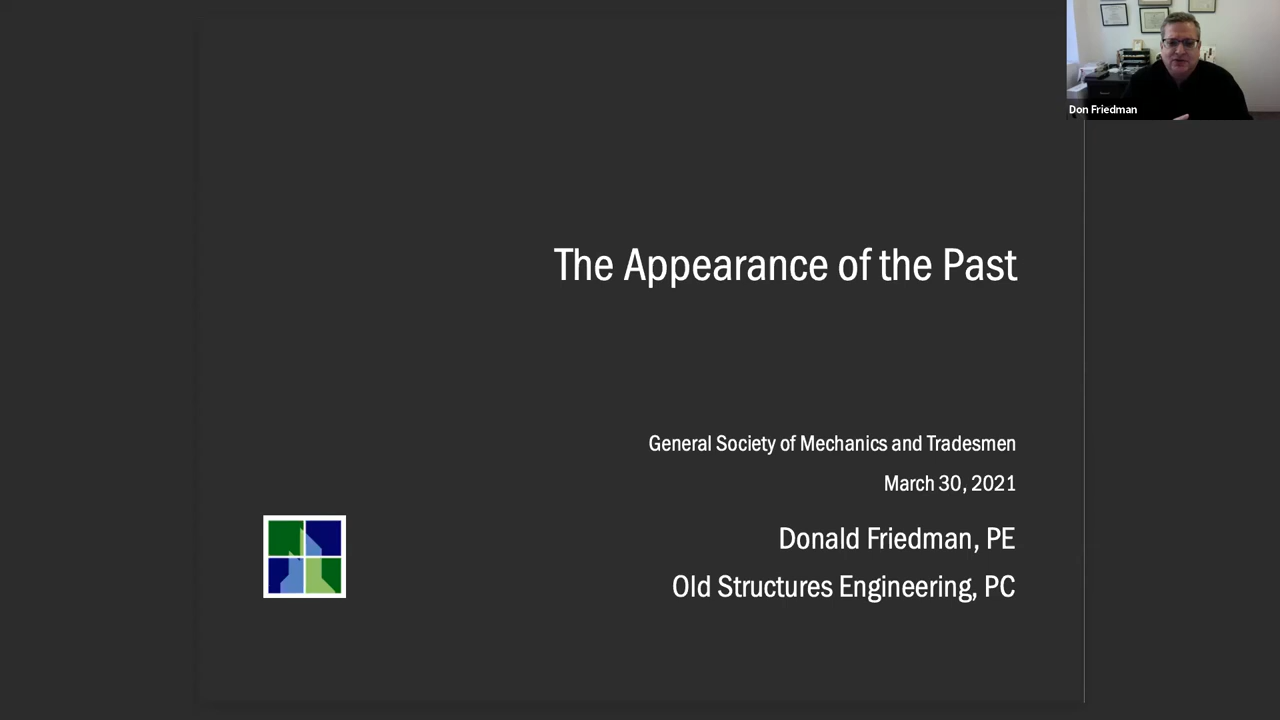 Don Friedman
The Appearance of the Past
General Society of Mechanics and Tradesmen
March 30, 2021
Donald Friedman, PE
Old Structures Engineering, PC